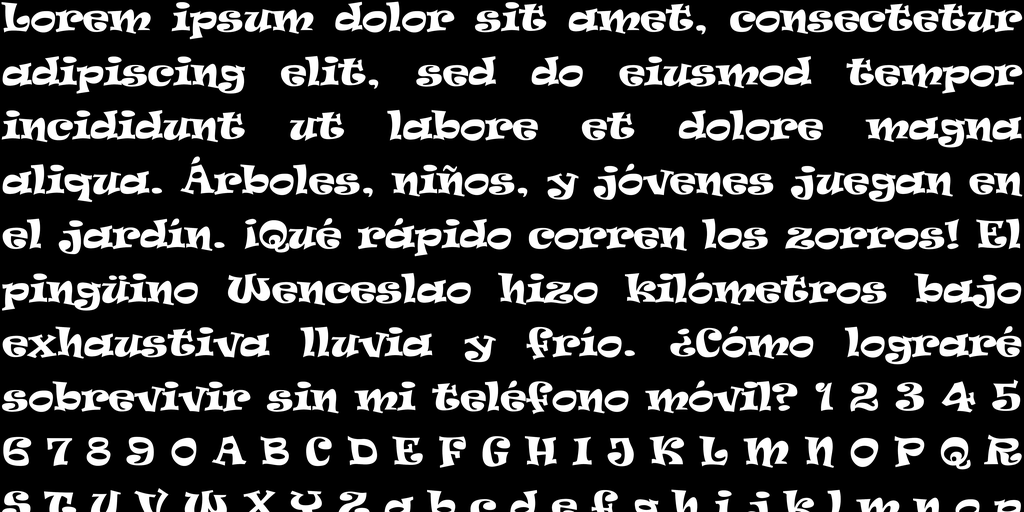 Lorem ipsum dolor sit amet, consectetur
adipiscing elit, sed do eiusmod tempor
incididunt ut labore et dolore magna
aliqua. Árboles, niños, y jóvenes juegan en
el jardín. ¡Qué rápido corren los zorros! El
pingüino Wenceslao hizo kilómetros bajo
exhaustiva lluvia y frío. ¿Cómo lograré
sobrevivir sin mi teléfono móvil? 1 2 3 4 5
6 7 8 9 0 A B C D E F G H I J K L M N O P Q R
S T U V W X Y Z a b c d e f g h i j k l m n o p